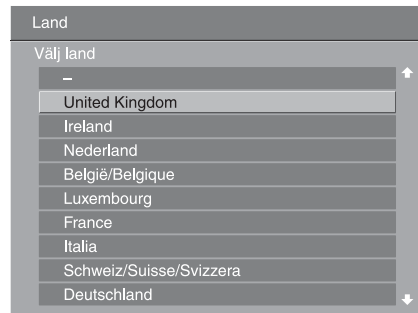 Land
Välj land
–
United Kingdom
Ireland
Nederland
België/Belgique
Luxembourg
France
Italia
Schweiz/Suisse/Svizzera
Deutschland